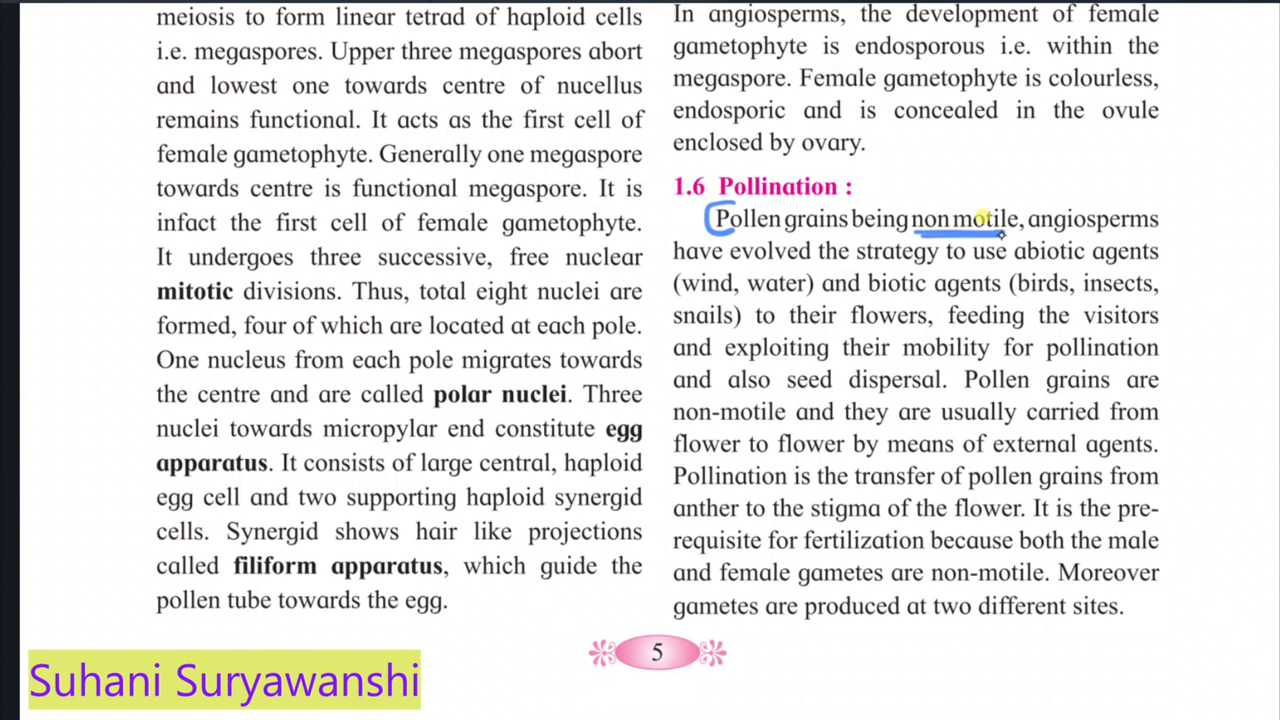 meiosis to form linear tetrad of haploid cells
i.e. megaspores. Upper three megaspores abort
and lowest one towards centre of nucellus
remains functional. It acts as the first cell of
female gametophyte. Generally one megaspore
towards centre is functional megaspore. It is
infact the first cell of female gametophyte.
It undergoes three successive, free nuclear
mitotic divisions. Thus, total eight nuclei are
formed, four of which are located at each pole.
One nucleus from each pole migrates towards
the centre and are called polar nuclei. Three
nuclei towards micropylar end constitute egg
apparatus. It consists of large central, haploid
egg cell and two supporting haploid synergid
cells. Synergid shows hair like projections
called filiform apparatus, which guide the
pollen tube towards the egg.
In angiosperms, the development of female
gametophyte is endosporous i.e. within the
megaspore. Female gametophyte is colourless,
endosporic and is concealed in the ovule
enclosed by ovary.
1.6 Pollination :
Pollen grains being non motile, angiosperms
have evolved the strategy to use abiotic agents
(wind, water) and biotic agents (birds, insects,
snails) to their flowers, feeding the visitors
and exploiting their mobility for pollination
and also seed dispersal. Pollen grains are
non-motile and they are usually carried from
flower to flower by means of external agents.
Pollination is the transfer of pollen grains from
anther to the stigma of the flower. It is the pre-
requisite for fertilization because both the male
and female gametes are non-motile. Moreover
gametes are produced at two different sites.
5
Suhani Suryawanshi